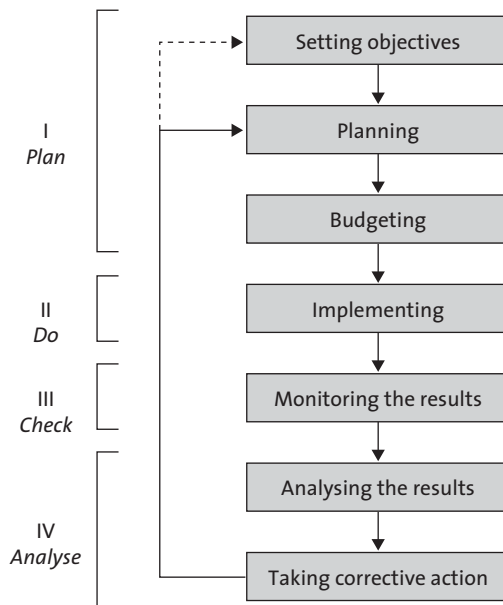 Setting objectives
I
Plan
Planning
Budgeting
II
Do
Implementing
III
Check
Monitoring the results
Analysing the results
IV
Analyse
Taking corrective action